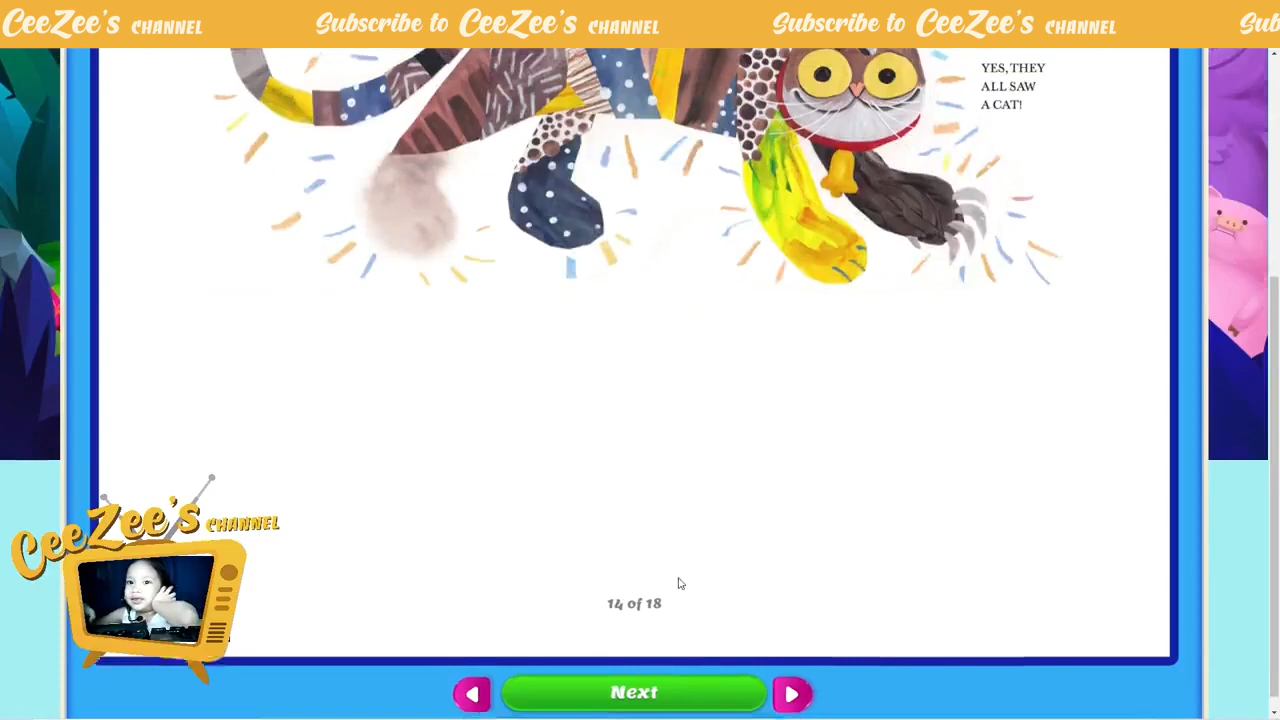 CeeZee's CHANNEL Subscribe to CeeZee's CHANNEL Subscribe to CeeZee's CHANNEL Sub
YES, THEY
ALL SAW
A CAT!
CeeZee's CHANNEL
14 of 18
Next